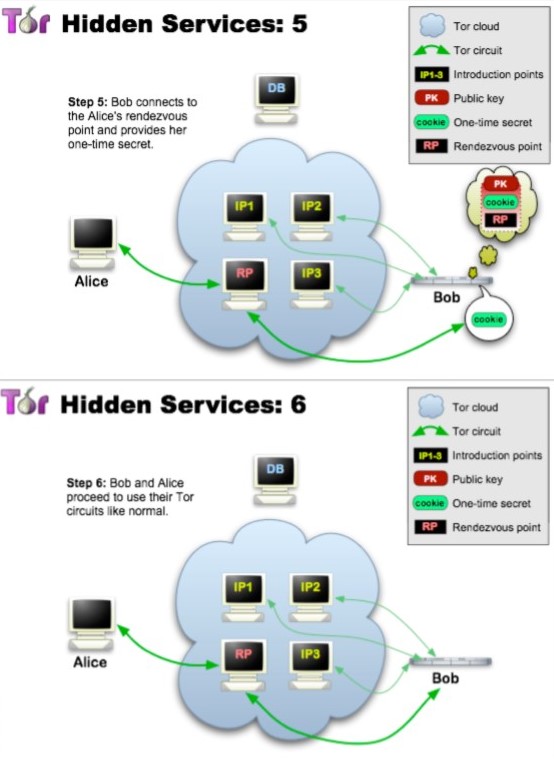 Tor Hidden Services: 5
Step 5: Bob connects to
the Alice's rendezvous
point and provides her
one-time secret.
DB
Tor cloud
Tor circuit
IP1-3 Introduction points
PK Public key
cookie One-time secret
RP Rendezvous point
PK
cookie
RP
IP1 IP2
Alice
RP IP3
Bob
cookie
Tor Hidden Services: 6
Step 6: Bob and Alice
proceed to use their Tor
circuits like normal.
DB
Tor cloud
Tor circuit
IP1-3 Introduction points
PK Public key
cookie One-time secret
RP Rendezvous point
IP1 IP2
Alice
RP IP3
Bob